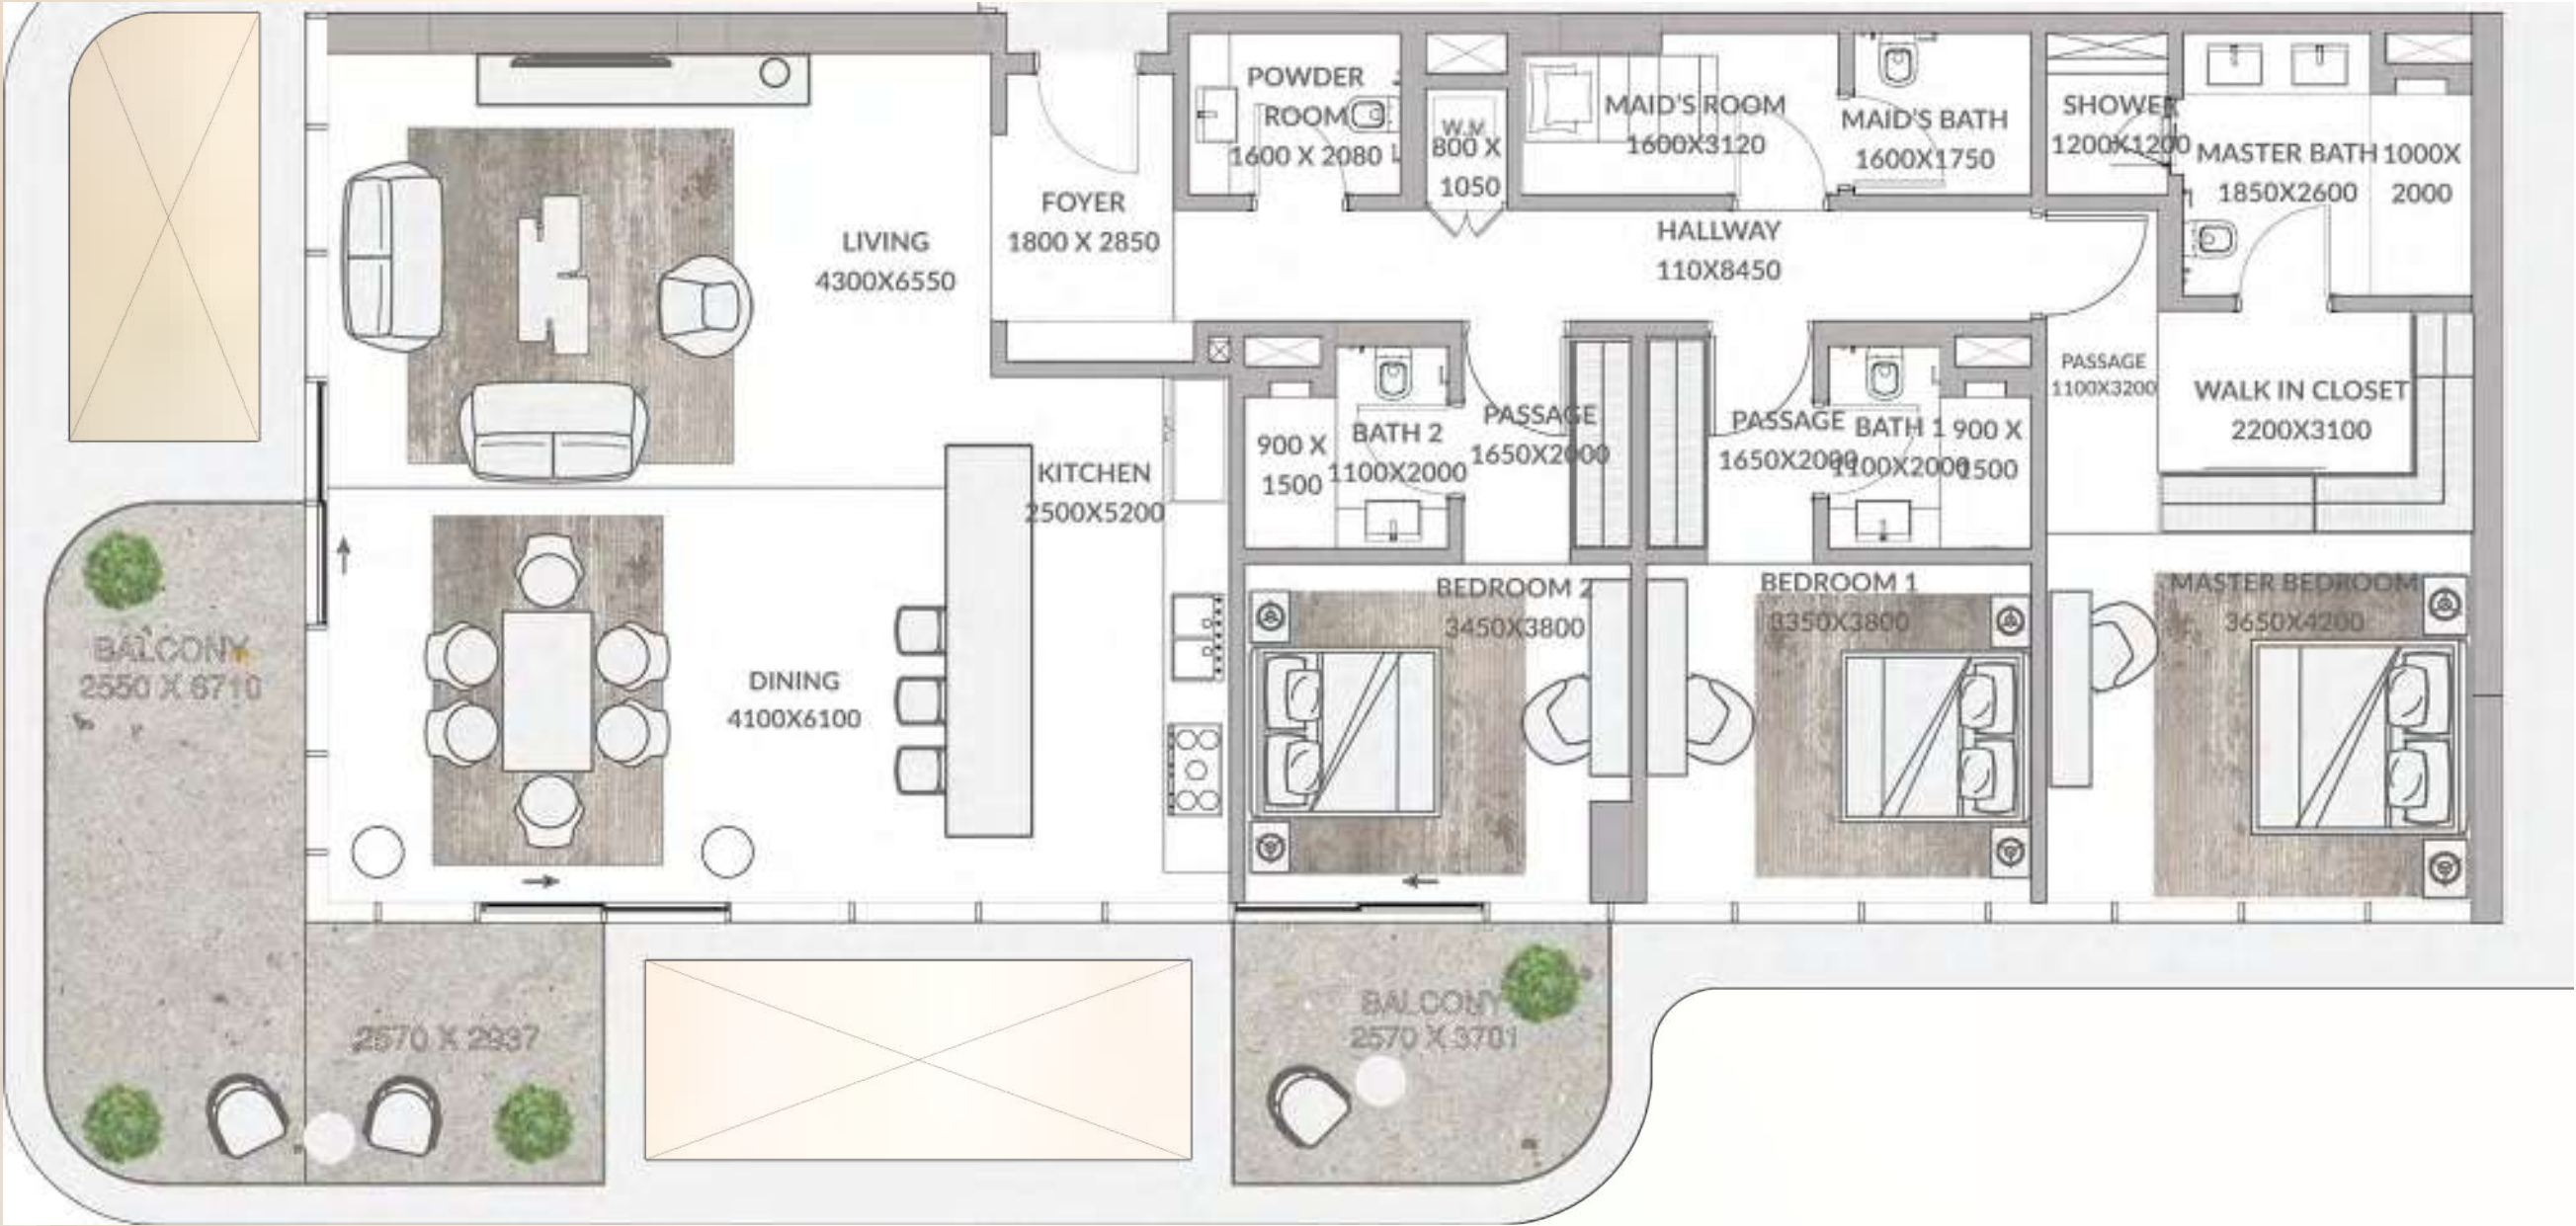 POWDER
ROOM
1600 X 2080
W.M
800 X
1050
MAID'S ROOM
1600X3120
MAID'S BATH
1600X1750
SHOWER
1200X1200
MASTER BATH
1850X2600
1000X
2000
FOYER
1800 X 2850
LIVING
4300X6550
HALLWAY
110X8450
PASSAGE
1100X3200
WALK IN CLOSET
2200X3100
KITCHEN
2500X5200
900 X
1500
BATH 2
1100X2000
PASSAGE
1650X2000
PASSAGE
1650X2000
BATH 1
1100X2000
900 X
1500
BALCONY
2550 X 6710
DINING
4100X6100
BEDROOM 2
3450X3800
BEDROOM 1
3350X3800
MASTER BEDROOM
3650X4200
2570 X 2937
BALCONY
2570 X 3701